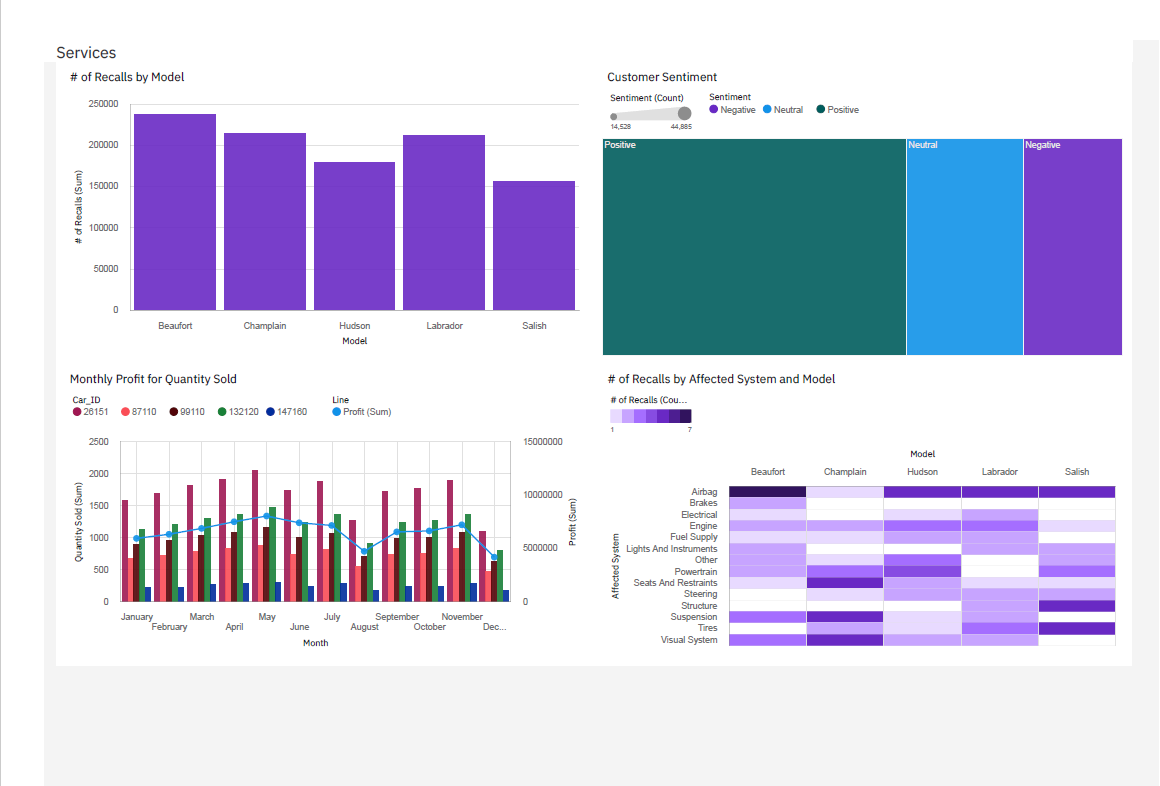 Services
# of Recalls by Model
250000
200000
150000
100000
50000
0
# of Recalls (Sum)
Beaufort Champlain Hudson Labrador Salish
Model
Customer Sentiment
Sentiment (Count)
14,528 44,885
Sentiment
Negative Neutral Positive
Positive Neutral Negative
Monthly Profit for Quantity Sold
Car_ID
26151 87110 99110 132120 147160
Line
Profit (Sum)
2500
2000
1500
1000
500
0
Quantity Sold (Sum)
15000000
10000000
5000000
0
Profit (Sum)
January March May July September November
February April June August October Dec...
Month
# of Recalls by Affected System and Model
# of Recalls (Cou...
1 7
Model
Beaufort Champlain Hudson Labrador Salish
Affected System
Airbag
Brakes
Electrical
Engine
Fuel Supply
Lights And Instruments
Other
Powertrain
Seats And Restraints
Steering
Structure
Suspension
Tires
Visual System